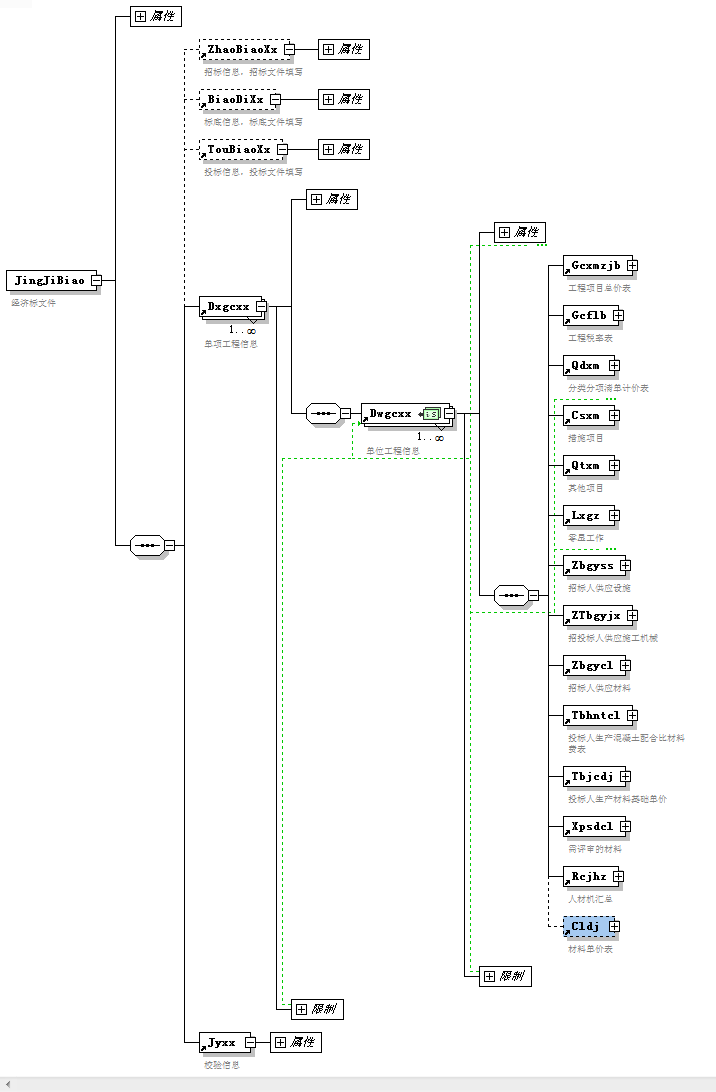 属性
ZhaoBiaoXx
属性
招标信息，招标文件填写
BiaoDiXx
属性
标底信息，标底文件填写
TouBiaoXx
属性
投标信息，投标文件填写
属性
属性
JingJiBiao
经济标文件
Dxgcxx
1..∞
单项工程信息
Dwgcxx
is
1..∞
单位工程信息
Gcxmzjb
工程项目总价表
Gcflb
工程税率表
Qdxm
分类分项清单计价表
Csxm
措施项目
Qtxm
其他项目
Lxgz
零星工作
Zbgyss
招标人供应设施
ZTbgyjx
招投标人供应施工机械
Zbgycl
招标人供应材料
Tbhntcl
投标人生产混凝土配合比材料
费表
Tbjcdj
投标人生产材料基础单价
Xpsdcl
需评审的材料
Rcjhz
人材机汇总
Cldj
材料单价表
限制
限制
Jyxx
属性
校验信息